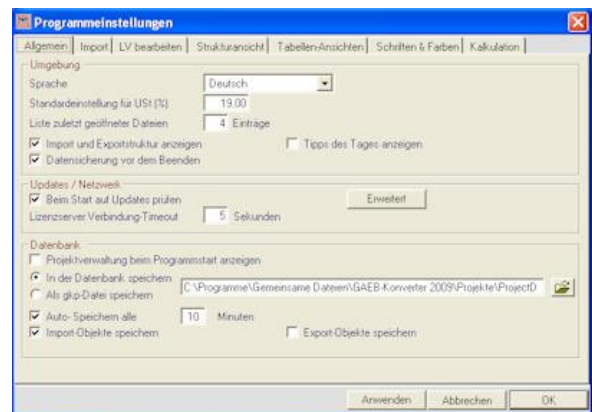 Programmeinstellungen
Allgemein Import LV bearbeiten Strukturansicht Tabellen-Ansichten Schriften & Farben Kalkulation
Umgebung
Sprache Deutsch
Standardeinstellung für USt (%) 19,00
Liste zuletzt geöffneter Dateien 4 Einträge
Import und Exportstruktur anzeigen Tipps des Tages anzeigen
Datensicherung vor dem Beenden
Updates / Netzwerk
Beim Start auf Updates prüfen Erweitert
Lizenzserver Verbindung-Timeout 5 Sekunden
Datenbank
Projektverwaltung beim Programmstart anzeigen
In der Datenbank speichern C:\Programme\Gemeinsame Dateien\GAEB-Konverter 2009\Projekte\ProjectD
Als gkp-Datei speichern
Auto- Speichern alle 10 Minuten
Import-Objekte speichern Export-Objekte speichern
Anwenden Abbrechen OK